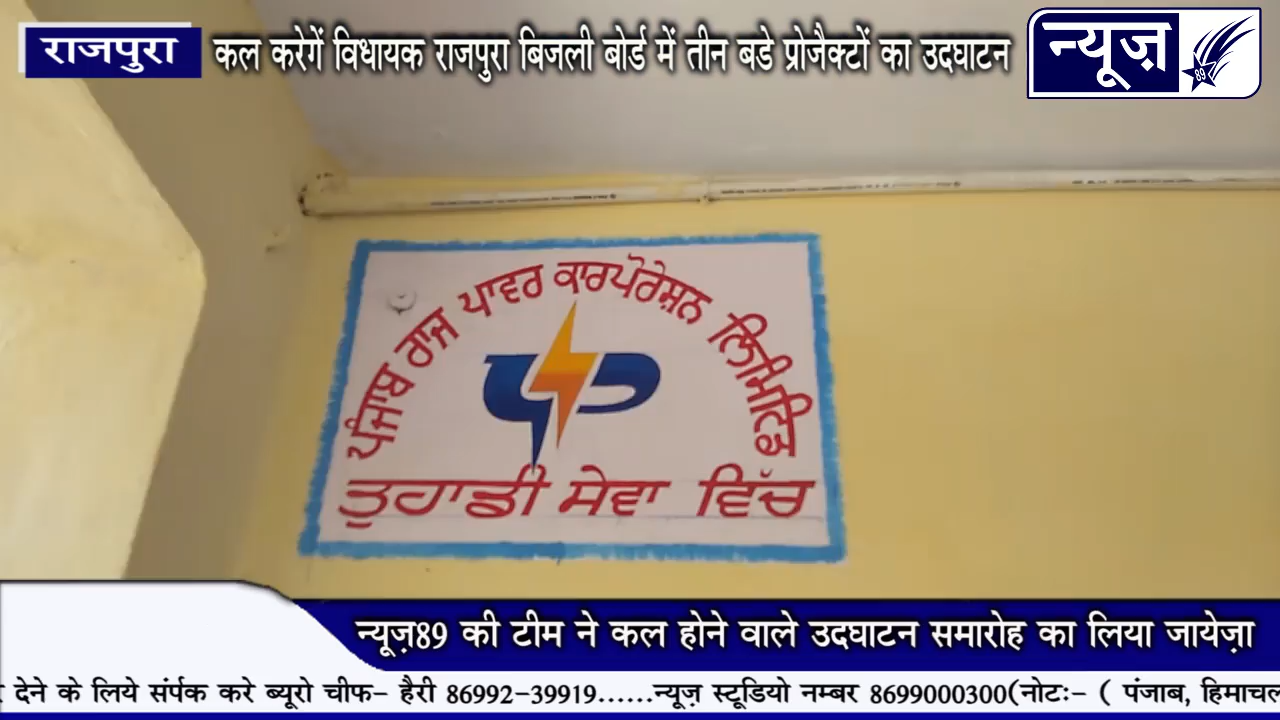 राजपुरा
कल करेगें विधायक राजपुरा बिजली बोर्ड में तीन बडे प्रोजैक्टों का उदघाटन
न्यूज़
89
ਪੰਜਾਬ ਰਾਜ ਪਾਵਰ ਕਾਰਪੋਰੇਸ਼ਨ ਲਿਮਿਟਿਡ
ਤੁਹਾਡੀ ਸੇਵਾ ਵਿੱਚ
न्यूज़89 की टीम ने कल होने वाले उदघाटन समारोह का लिया जायेज़ा
देने के लिये संर्पक करे ब्यूरो चीफ- हैरी 86992-39919......न्यूज़ स्टूडियो नम्बर 8699000300(नोटः- ( पंजाब, हिमाचल